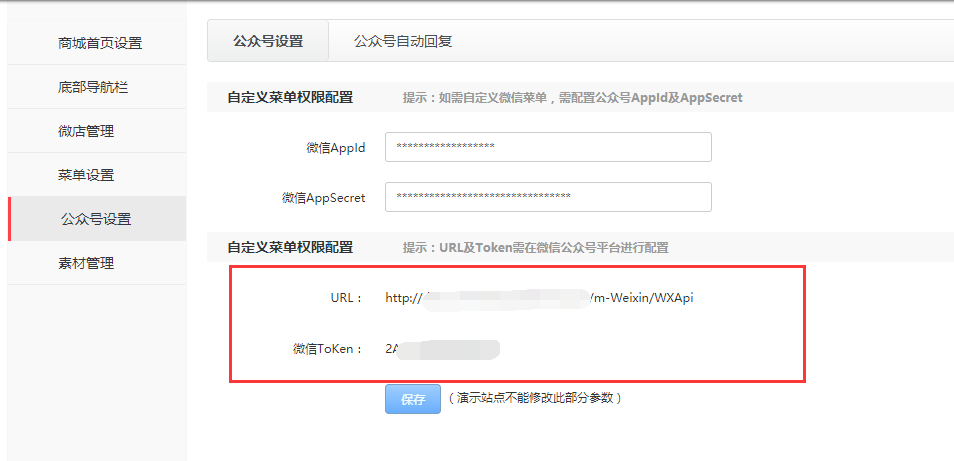 商城首页设置
底部导航栏
微店管理
菜单设置
公众号设置
素材管理
公众号设置 公众号自动回复
自定义菜单权限配置 提示：如需自定义微信菜单，需配置公众号AppId及AppSecret
微信AppId ******************
微信AppSecret ********************************
自定义菜单权限配置 提示：URL及Token需在微信公众号平台进行配置
URL： http:// /m-Weixin/WXApi
微信ToKen： 2A
保存 （演示站点不能修改此部分参数）